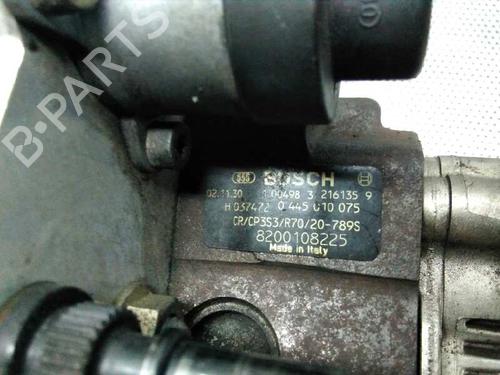 B-PARTS
BOSCH
02.11.30 1 00498 3 216135 9
H 037472 0 445 010 075
CR/CP3S3/R70/20-789S
8200108225
Made in Italy